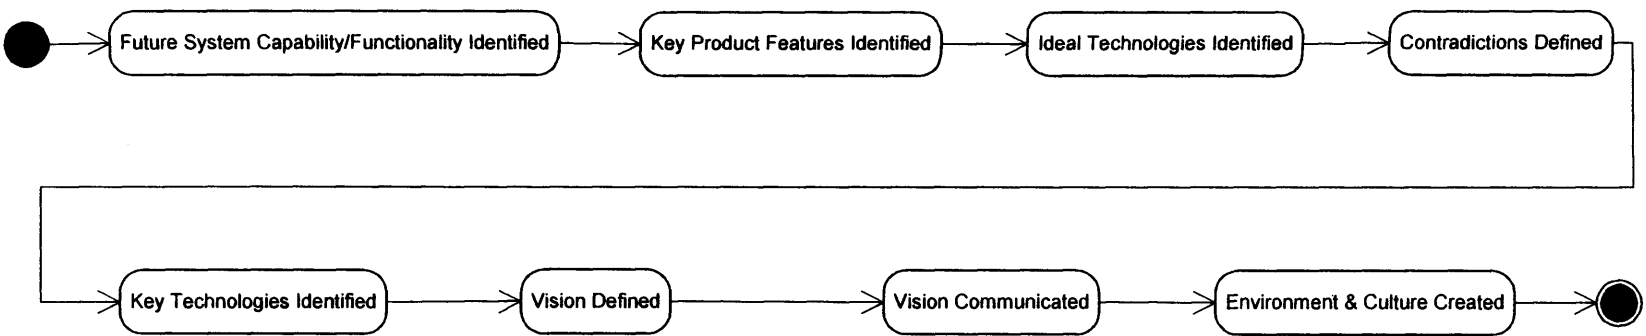 Future System Capability/Functionality Identified
Key Product Features Identified
Ideal Technologies Identified
Contradictions Defined
Key Technologies Identified
Vision Defined
Vision Communicated
Environment & Culture Created